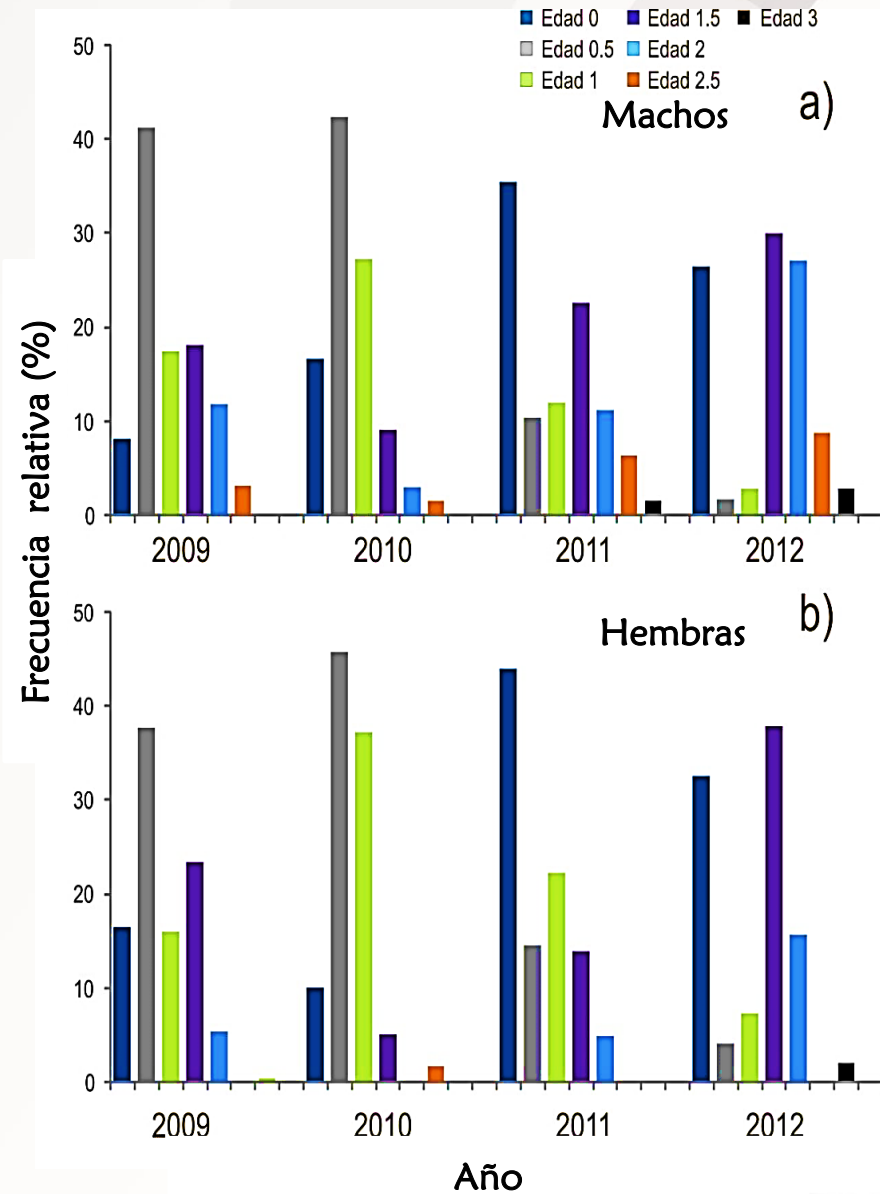 Edad 0 Edad 1.5 Edad 3
Edad 0.5 Edad 2
Edad 1 Edad 2.5
Machos a)
50
40
30
20
10
0
2009 2010 2011 2012
Frecuencia relativa (%)
Hembras b)
50
40
30
20
10
0
2009 2010 2011 2012
Año